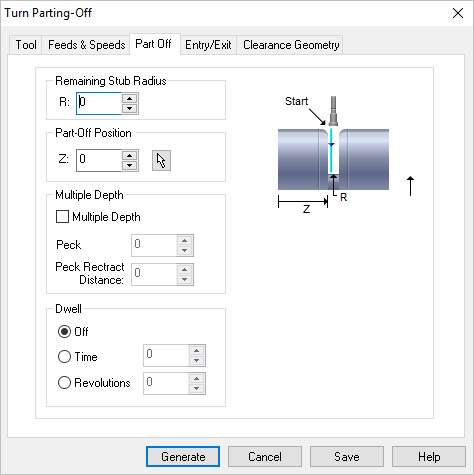 Turn Parting-Off
Tool Feeds & Speeds Part Off Entry/Exit Clearance Geometry
Remaining Stub Radius
R: 0
Part-Off Position
Z: 0
Multiple Depth
Multiple Depth
Peck 0
Peck Rectract
Distance: 0
Dwell
Off
Time 0
Revolutions 0
Start
R
Z
Generate Cancel Save Help